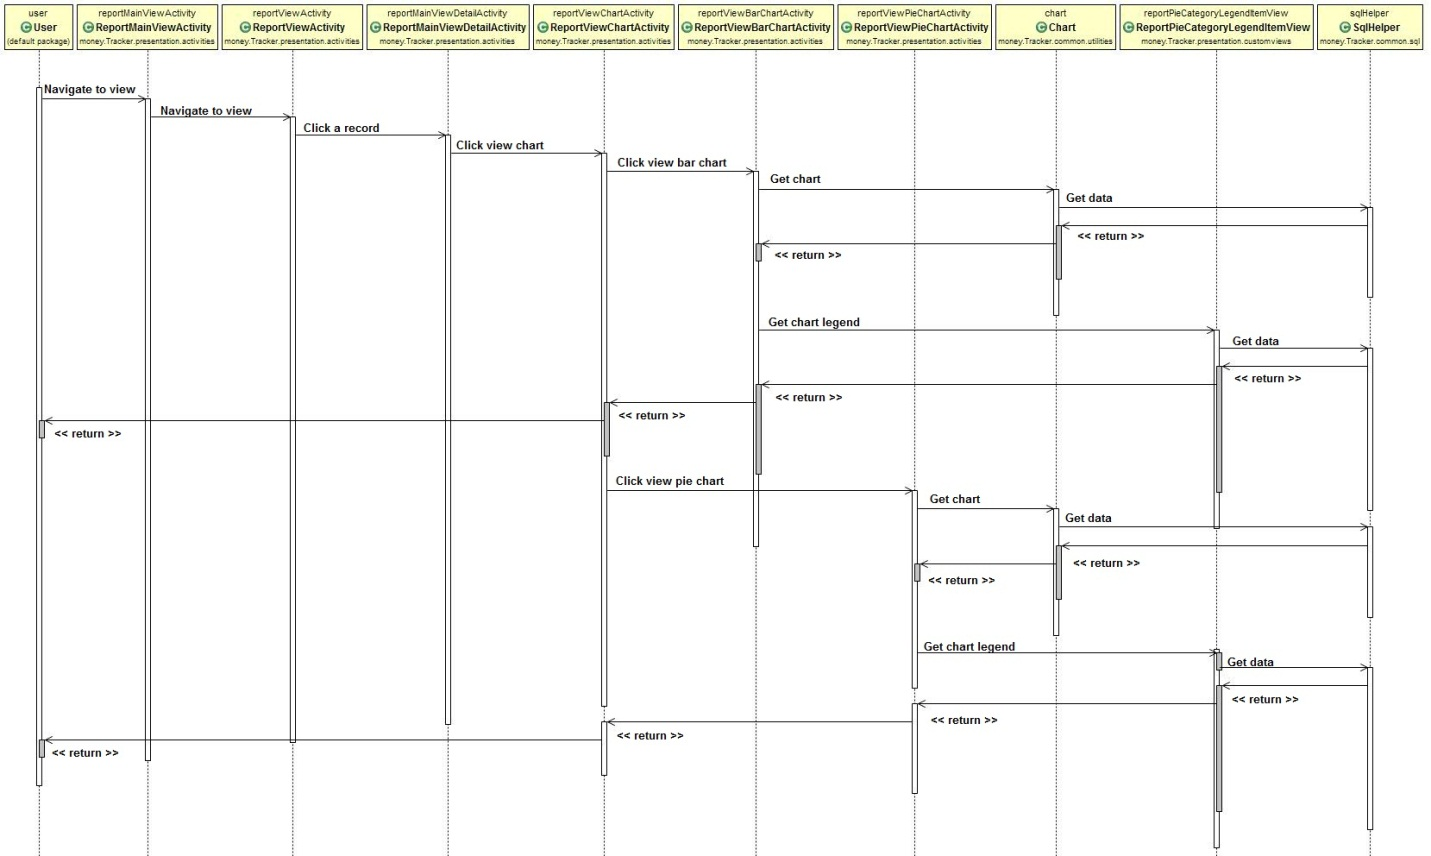 user
User
(default package)
reportMainViewActivity
ReportMainViewActivity
money.Tracker.presentation.activities
reportViewActivity
ReportViewActivity
money.Tracker.presentation.activities
reportMainViewDetailActivity
ReportMainViewDetailActivity
money.Tracker.presentation.activities
reportViewChartActivity
ReportViewChartActivity
money.Tracker.presentation.activities
reportViewBarChartActivity
ReportViewBarChartActivity
money.Tracker.presentation.activities
reportViewPieChartActivity
ReportViewPieChartActivity
money.Tracker.presentation.activities
chart
Chart
money.Tracker.common.utilities
reportPieCategoryLegendItemView
ReportPieCategoryLegendItemView
money.Tracker.presentation.customviews
sqlHelper
SqlHelper
money.Tracker.common.sql
Navigate to view
Navigate to view
Click a record
Click view chart
Click view bar chart
Get chart
Get data
<< return >>
<< return >>
Get chart legend
Get data
<< return >>
<< return >>
<< return >>
<< return >>
Click view pie chart
Get chart
Get data
<< return >>
<< return >>
Get chart legend
Get data
<< return >>
<< return >>
<< return >>
<< return >>